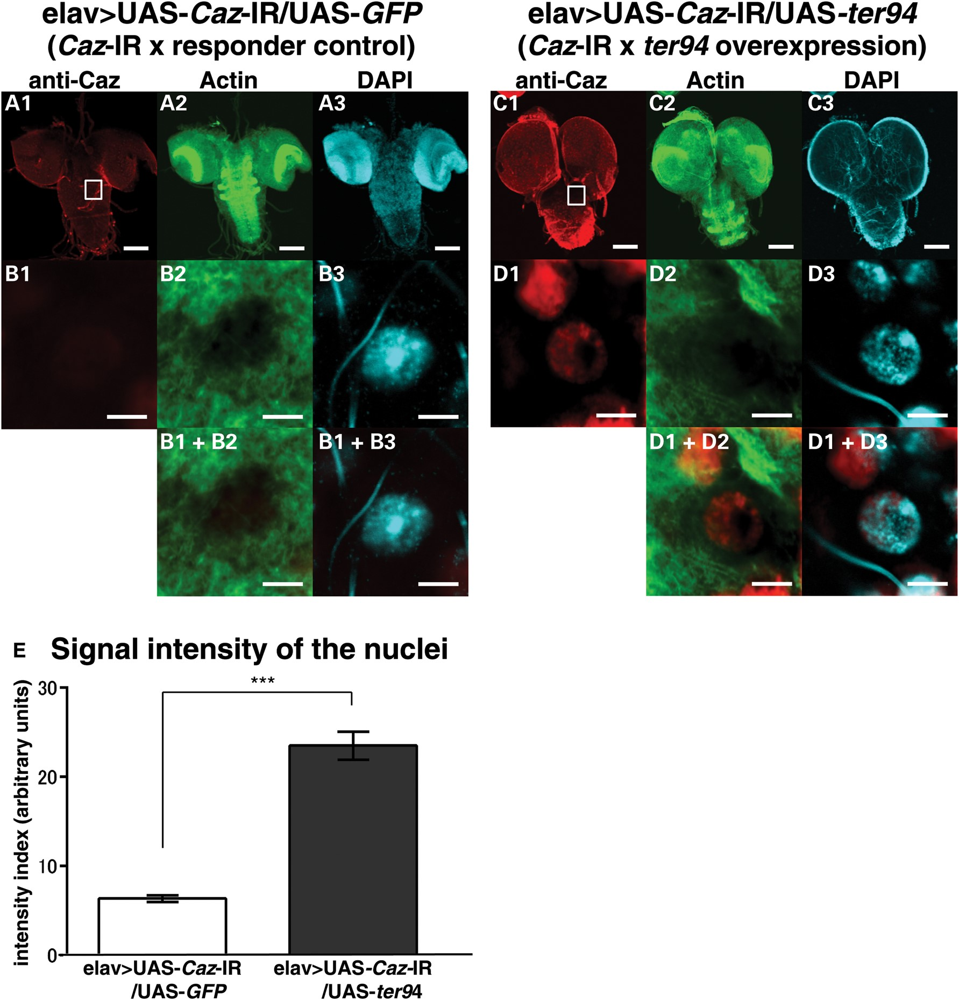 elav>UAS-Caz-IR/UAS-GFP
(Caz-IR x responder control)
anti-Caz Actin DAPI
A1 A2 A3
B1 B2 B3
B1 + B2 B1 + B3
elav>UAS-Caz-IR/UAS-ter94
(Caz-IR x ter94 overexpression)
anti-Caz Actin DAPI
C1 C2 C3
D1 D2 D3
D1 + D2 D1 + D3
E Signal intensity of the nuclei
intensity index (arbitrary units)
***
30
20
10
0
elav>UAS-Caz-IR
/UAS-GFP
elav>UAS-Caz-IR
/UAS-ter94